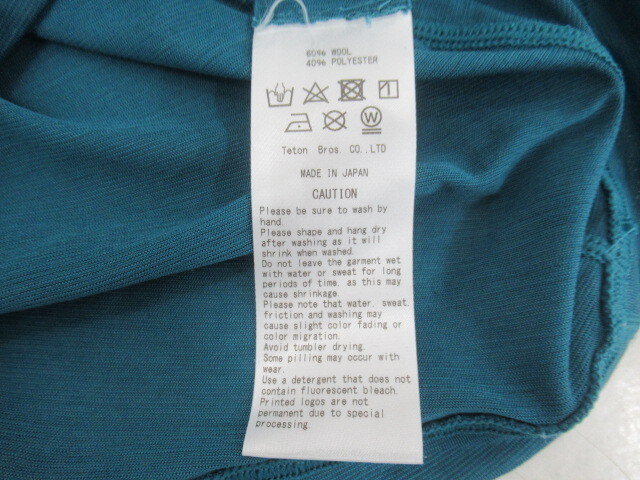 60% WOOL
40% POLYESTER
W
Teton Bros. CO.,LTD
MADE IN JAPAN
CAUTION
Please be sure to wash by
hand.
Please shape and hang dry
after washing as it will
shrink when washed.
Do not leave the garment wet
with water or sweat for long
periods of time, as this may
cause shrinkage.
Please note that water, sweat,
friction and washing may
cause slight color fading or
color migration.
Avoid tumbler drying.
Some pilling may occur with
wear.
Use a detergent that does not
contain fluorescent bleach.
Printed logos are not
permanent due to special
processing.